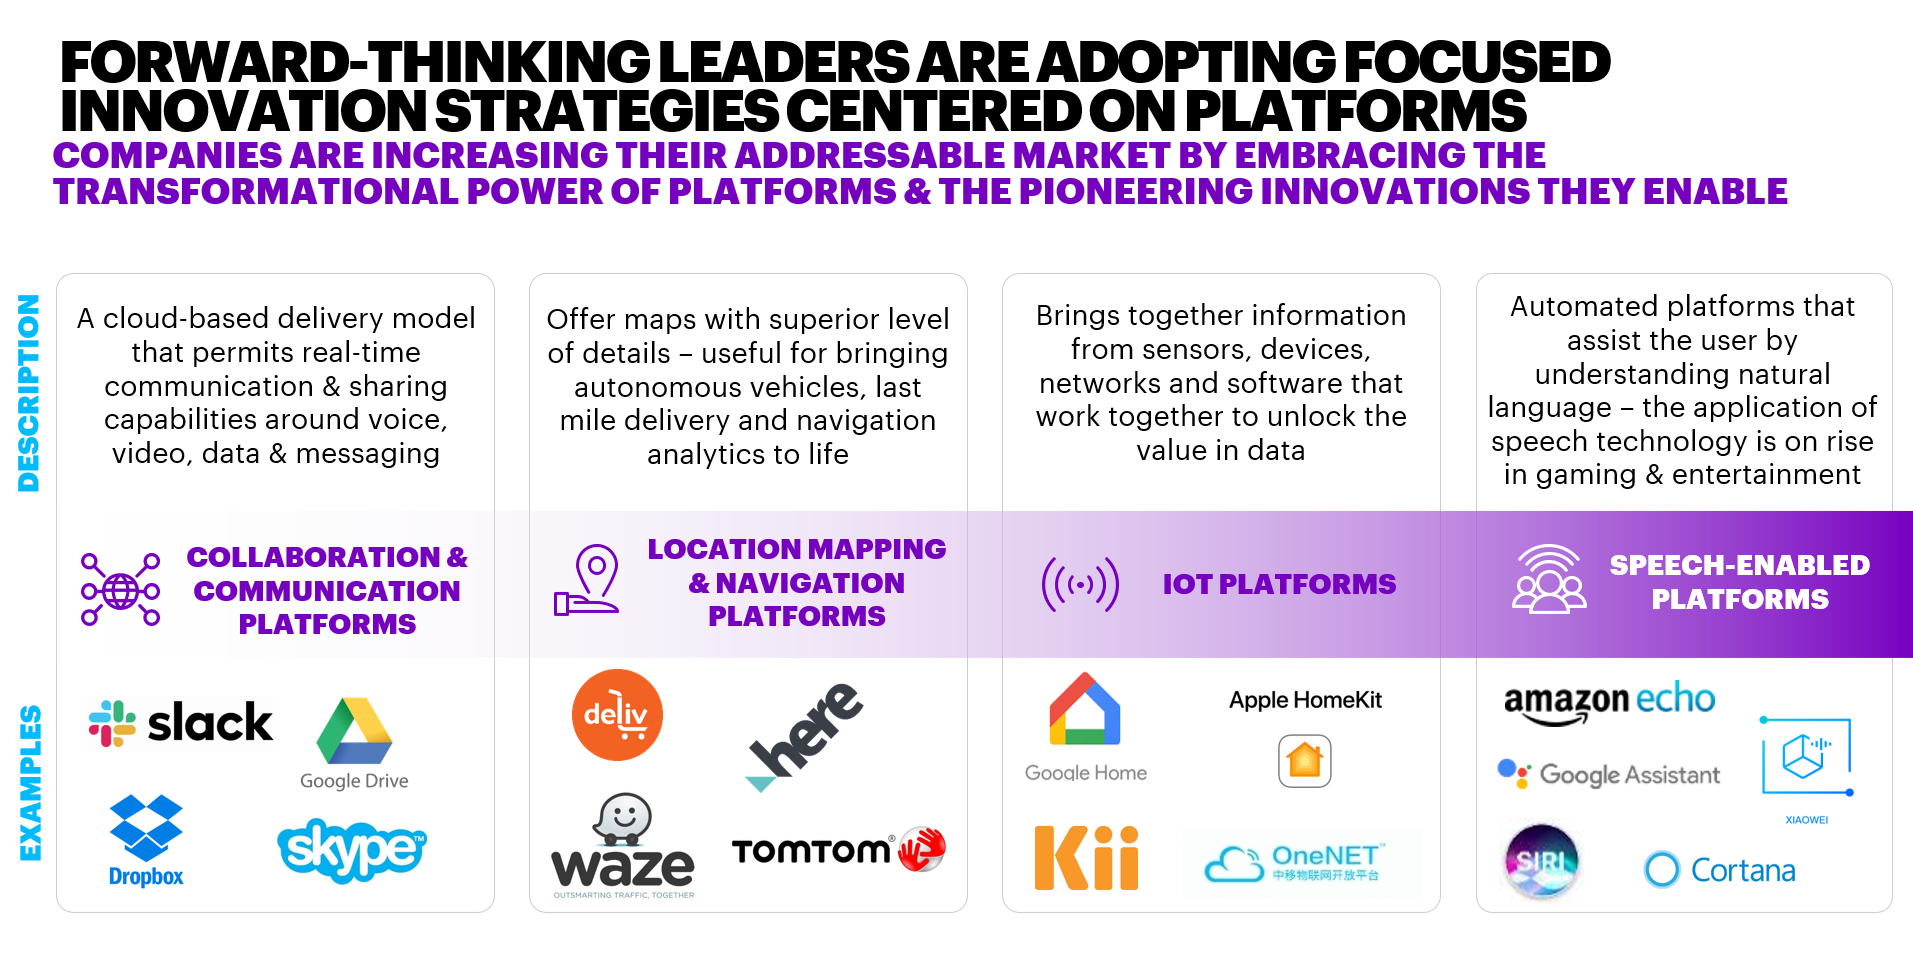 FORWARD-THINKING LEADERS ARE ADOPTING FOCUSED
INNOVATION STRATEGIES CENTERED ON PLATFORMS
COMPANIES ARE INCREASING THEIR ADDRESSABLE MARKET BY EMBRACING THE
TRANSFORMATIONAL POWER OF PLATFORMS & THE PIONEERING INNOVATIONS THEY ENABLE
DESCRIPTION
A cloud-based delivery model
that permits real-time
communication & sharing
capabilities around voice,
video, data & messaging
Offer maps with superior level
of details – useful for bringing
autonomous vehicles, last
mile delivery and navigation
analytics to life
Brings together information
from sensors, devices,
networks and software that
work together to unlock the
value in data
Automated platforms that
assist the user by
understanding natural
language – the application of
speech technology is on rise
in gaming & entertainment
COLLABORATION &
COMMUNICATION
PLATFORMS
LOCATION MAPPING
& NAVIGATION
PLATFORMS
IOT PLATFORMS
SPEECH-ENABLED
PLATFORMS
EXAMPLES
slack
Google Drive
Dropbox
skype™
deliv
here
waze
OUTSMARTING TRAFFIC, TOGETHER
TOMTOM®
Google Home
Apple HomeKit
Kii
OneNET™
中移物联网开放平台
amazon echo
Google Assistant
XIAOWEI
SIRI
Cortana